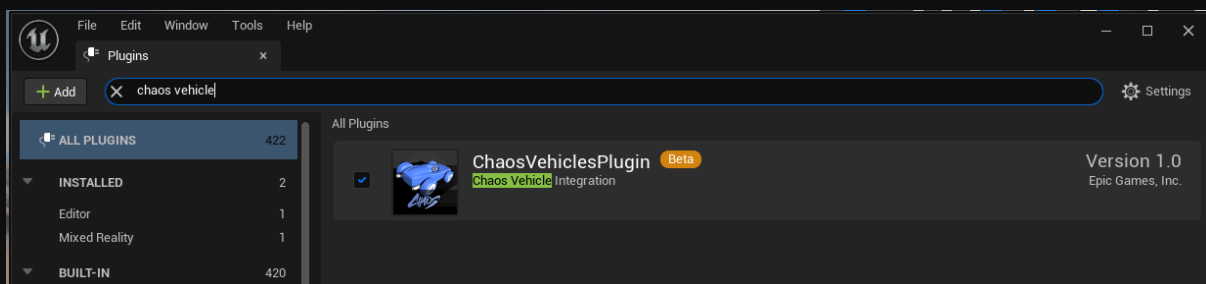 File Edit Window Tools Help
Plugins
Add chaos vehicle Settings
ALL PLUGINS 422
INSTALLED 2
Editor 1
Mixed Reality 1
BUILT-IN 420
All Plugins
ChaosVehiclesPlugin Beta Version 1.0
Chaos Vehicle Integration Epic Games, Inc.
CHAOS